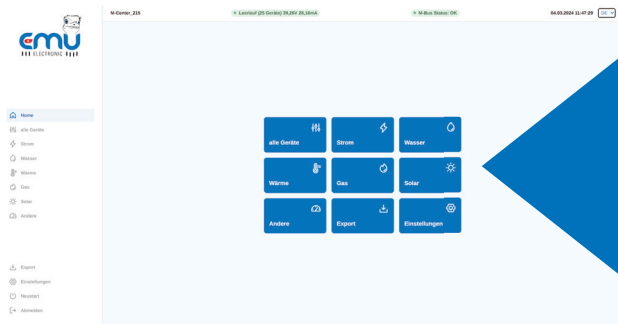 M-Center_215
Leerlauf (25 Geräte) 39,26V 28,16mA
M-Bus Status: OK
04.03.2024 11:47:29
DE
emu
ELECTRONIC
Home
alle Geräte
Strom
Wasser
Wärme
Gas
Solar
Andere
Export
Einstellungen
Neustart
Abmelden
alle Geräte
Strom
Wasser
Wärme
Gas
Solar
Andere
Export
Einstellungen